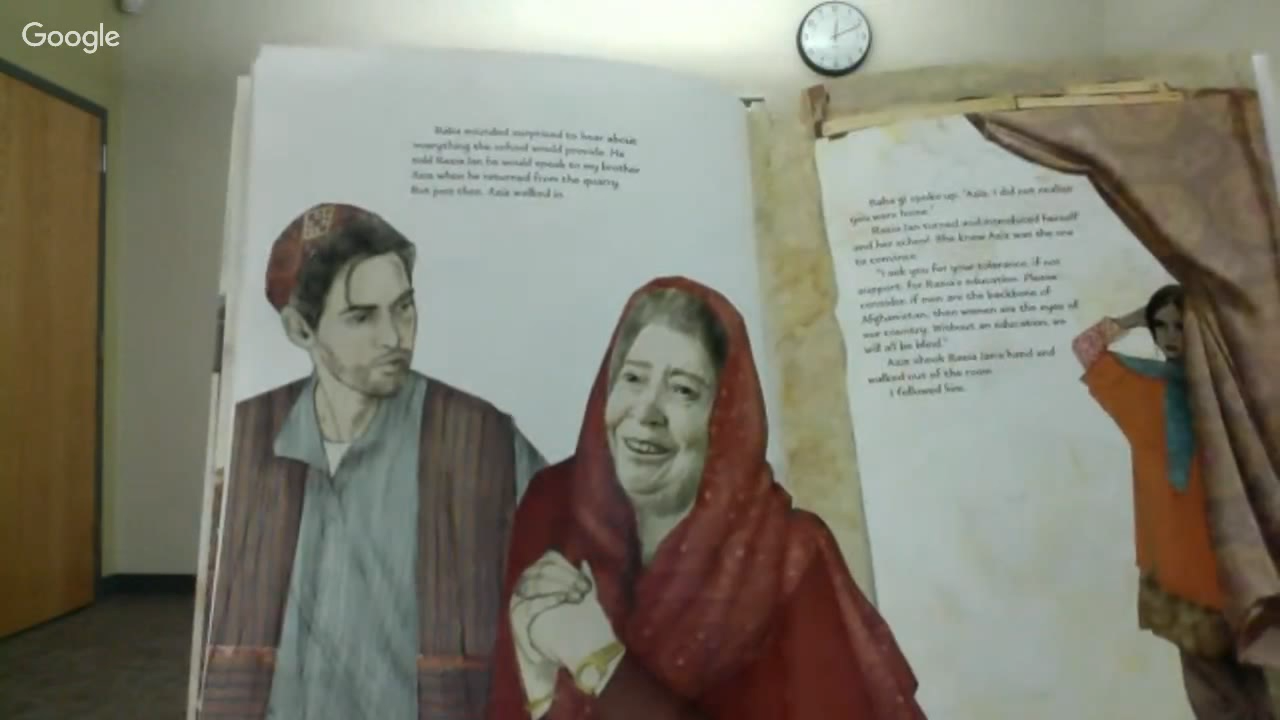 Google
Baba sounded surprised to hear about
everything the school would provide. He
told Razia Jan he would speak to my brother
Aziz when he returned from the quarry.
But just then, Aziz walked in.
Baba gi spoke up. "Aziz, I did not realize
you were home."
Razia Jan turned and introduced herself
and her school. She knew Aziz was the one
to convince.
"I ask you for your tolerance, if not
support, for Razia's education. Please
consider, if men are the backbone of
Afghanistan, then women are the eyes of
our country. Without an education, we
will all be blind."
Aziz shook Razia Jan's hand and
walked out of the room.
I followed him.